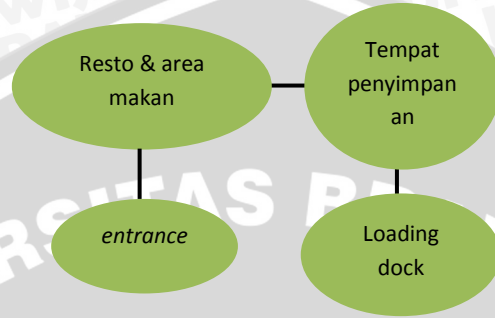 Resto & area
makan
Tempat
penyimpan
an
entrance
Loading
dock